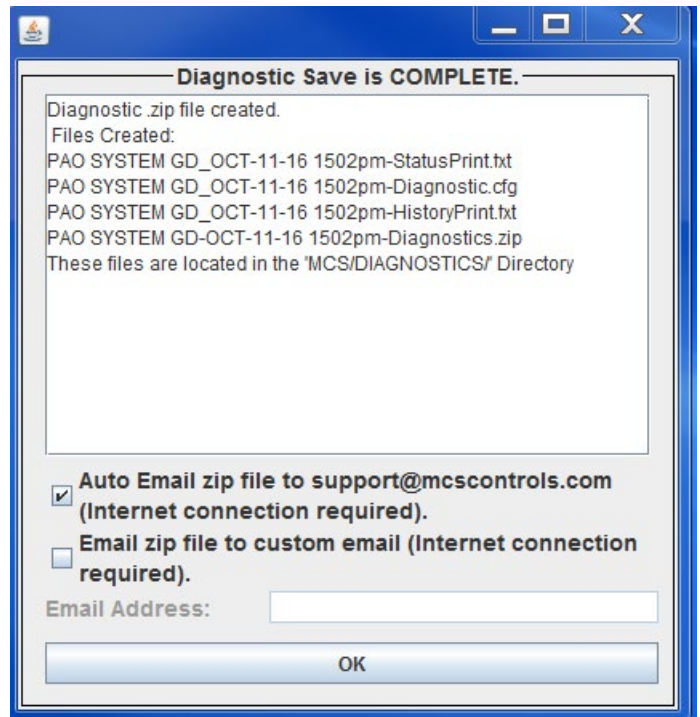 Diagnostic Save is COMPLETE.
Diagnostic .zip file created.
Files Created:
PAO SYSTEM GD_OCT-11-16 1502pm-StatusPrint.txt
PAO SYSTEM GD_OCT-11-16 1502pm-Diagnostic.cfg
PAO SYSTEM GD_OCT-11-16 1502pm-HistoryPrint.txt
PAO SYSTEM GD-OCT-11-16 1502pm-Diagnostics.zip
These files are located in the 'MCS/DIAGNOSTICS/' Directory
Auto Email zip file to support@mcscontrols.com
(Internet connection required).
Email zip file to custom email (Internet connection
required).
Email Address:
OK